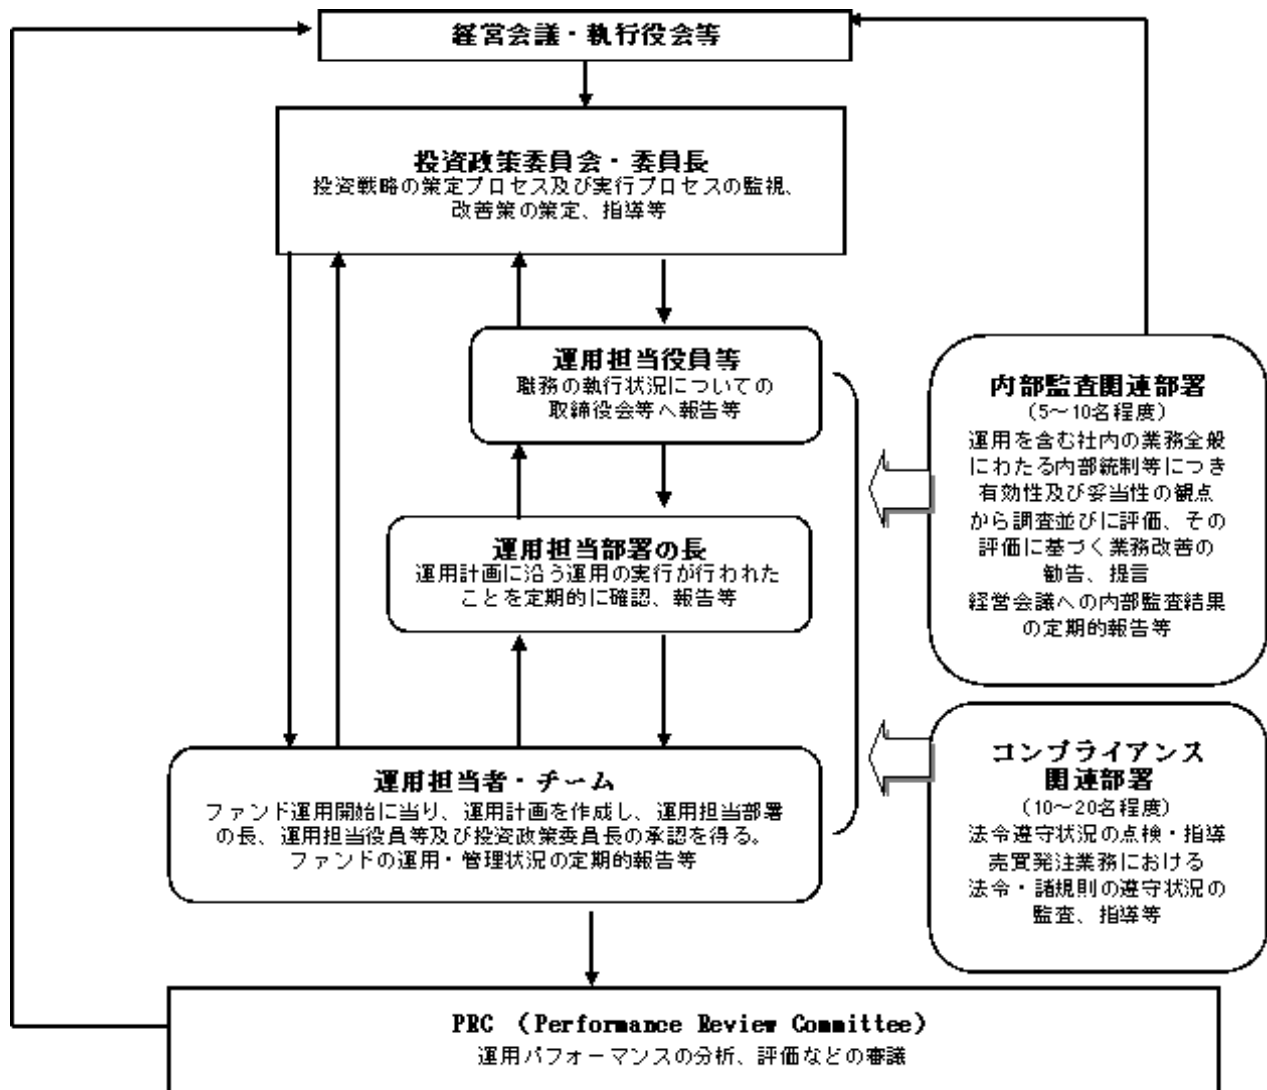 経営会議・執行役会等
投資政策委員会・委員長
投資戦略の策定プロセス及び実行プロセスの監視、
改善策の策定、指導等
運用担当役員等
職務の執行状況についての
取締役会等へ報告等
運用担当部署の長
運用計画に沿う運用の実行が行われた
ことを定期的に確認、報告等
運用担当者・チーム
ファンド運用開始に当り、運用計画を作成し、運用担当部署
の長、運用担当役員等及び投資政策委員長の承認を得る。
ファンドの運用・管理状況の定期的報告等
内部監査関連部署
(5～10名程度)
運用を含む社内の業務全般
にわたる内部統制等につき
有効性及び妥当性の観点
から調査並びに評価、その
評価に基づく業務改善の
勧告、提言
経営会議への内部監査結果
の定期的報告等
コンプライアンス
関連部署
(10～20名程度)
法令遵守状況の点検・指導
売買発注業務における
法令・諸規則の遵守状況の
監査、指導等
PRC （Performance Review Committee）
運用パフォーマンスの分析、評価などの審議